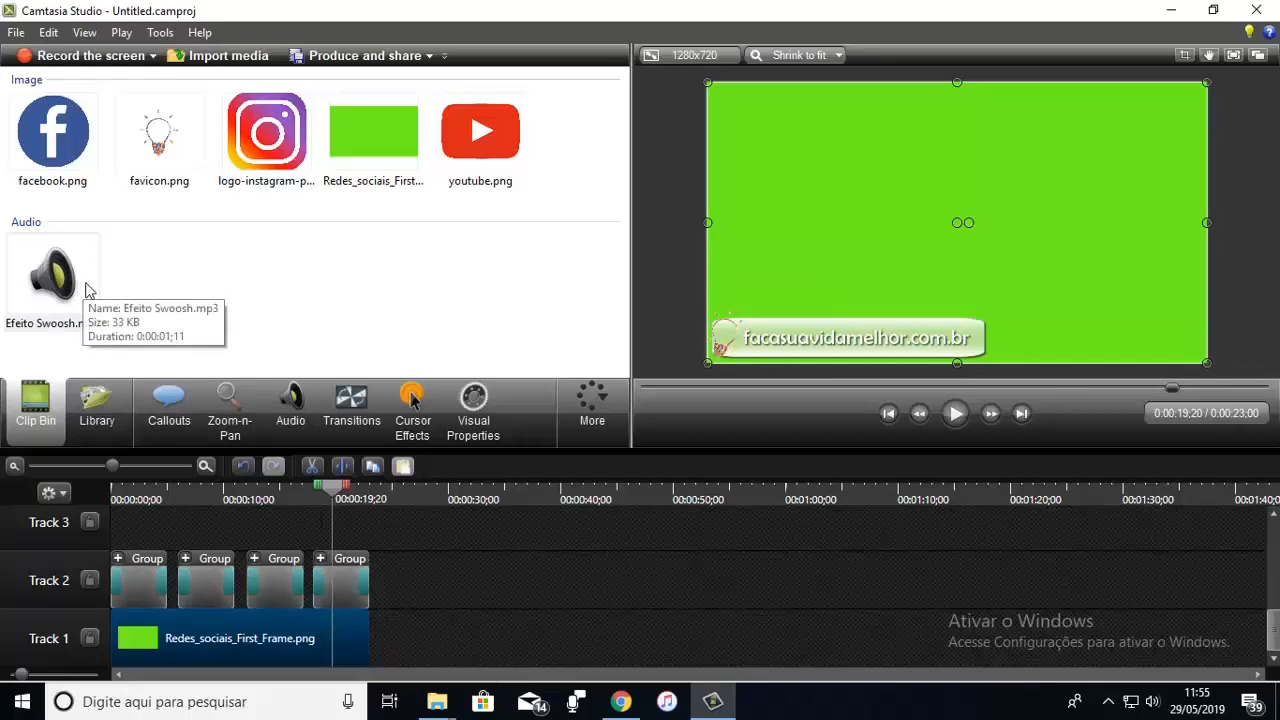 Camtasia Studio - Untitled.camproj
File Edit View Play Tools Help
Record the screen Import media Produce and share
1280x720 Shrink to fit
Image
facebook.png favicon.png logo-instagram-p... Redes_sociais_First... youtube.png
Audio
Efeito Swoosh.m
Name: Efeito Swoosh.mp3
Size: 33 KB
Duration: 0:00:01;11
facasuavidamelhor.com.br
Clip Bin Library Callouts Zoom-n-Pan Audio Transitions Cursor Effects Visual Properties More
0:00:19;20 / 0:00:23;00
00:00:00;00 00:00:10;00 00:00:19;20 00:00:30;00 00:00:40;00 00:00:50;00 00:01:00;00 00:01:10;00 00:01:20;00 00:01:30;00 00:01:40;0
Track 3
Track 2 Group Group Group Group
Track 1 Redes_sociais_First_Frame.png
Ativar o Windows
Acesse Configurações para ativar o Windows.
Digite aqui para pesquisar
14
11:55
29/05/2019
39